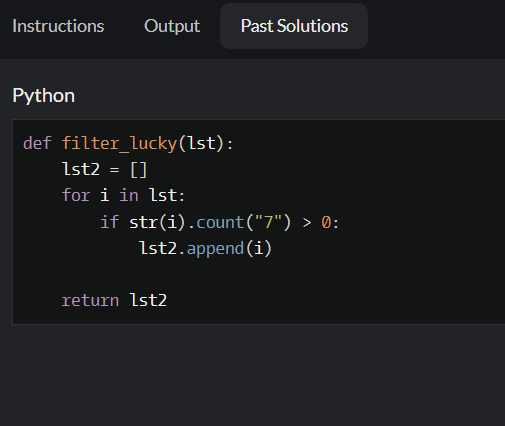 Instructions Output Past Solutions
Python
def filter_lucky(lst):
    lst2 = []
    for i in lst:
        if str(i).count("7") > 0:
            lst2.append(i)
    return lst2